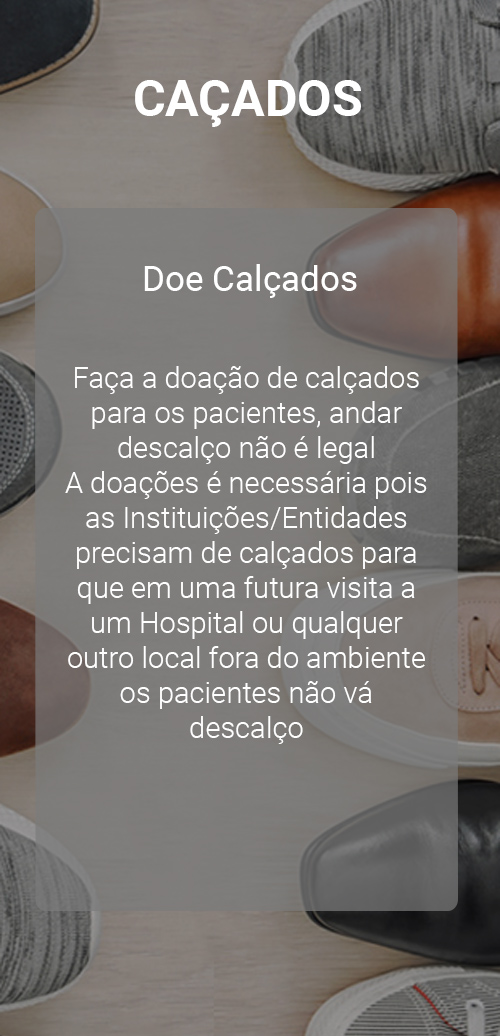 CAÇADOS
Doe Calçados
Faça a doação de calçados
para os pacientes, andar
descalço não é legal
A doações é necessária pois
as Instituições/Entidades
precisam de calçados para
que em uma futura visita a
um Hospital ou qualquer
outro local fora do ambiente
os pacientes não vá
descalço